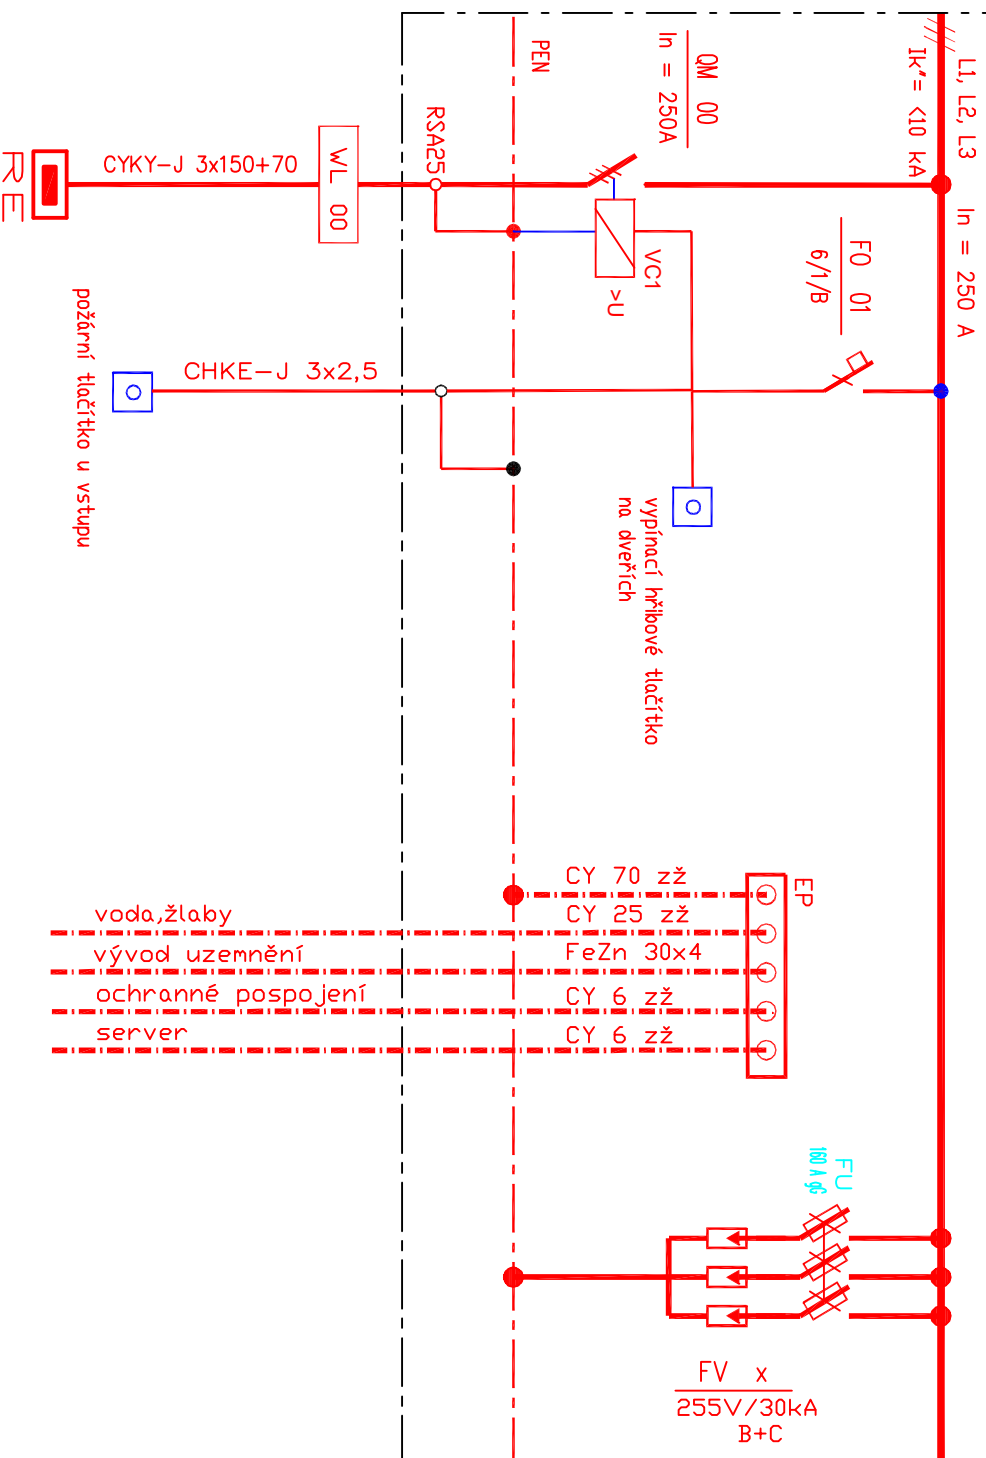 L1, L2, L3 In = 250 A
Ik"= <10 kA
PEN
QM 00
In = 250A
FO 01
6/1/B
RSA25
WL 00
CYKY-J 3x150+70
RE
VC1
>U
CHKE-J 3x2,5
požární tlačítko u vstupu
vypínací hřibové tlačítko
na dveřích
EP
CY 70 zž
voda,žlaby
CY 25 zž
vývod uzemnění
FeZn 30x4
ochranné pospojení
CY 6 zž
server
CY 6 zž
FU
160 A gG
FV x
255V/30kA
B+C